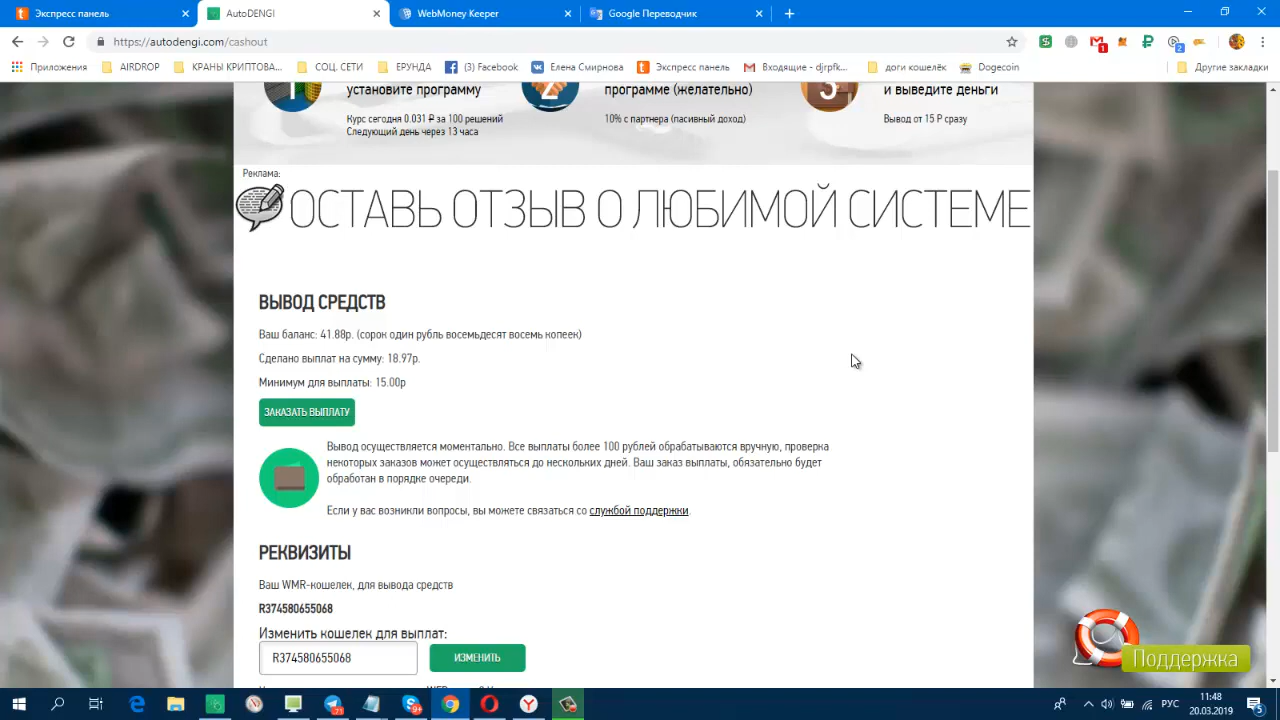 Экспресс панель
AutoDENGI
WebMoney Keeper
Google Переводчик
https://autodengi.com/cashout
1
2
Приложения
AIRDROP
КРАНЫ КРИПТОВА...
СОЦ. СЕТИ
ЕРУНДА
(3) Facebook
Елена Смирнова
Экспресс панель
Входящие - djrpfk...
доги кошелёк
Dogecoin
Другие закладки
1
установите программу
Курс сегодня 0.031 ₽ за 100 решений
Следующий день через 13 часа
2
программе (желательно)
10% с партнера (пасивный доход)
3
и выведите деньги
Вывод от 15 Р сразу
Реклама:
ОСТАВЬ ОТЗЫВ О ЛЮБИМОЙ СИСТЕМЕ
ВЫВОД СРЕДСТВ
Ваш баланс: 41.88р. (сорок один рубль восемьдесят восемь копеек)
Сделано выплат на сумму: 18.97р.
Минимум для выплаты: 15.00р
ЗАКАЗАТЬ ВЫПЛАТУ
Вывод осуществляется моментально. Все выплаты более 100 рублей обрабатываются вручную, проверка
некоторых заказов может осуществляться до нескольких дней. Ваш заказ выплаты, обязательно будет
обработан в порядке очереди.
Если у вас возникли вопросы, вы можете связаться со службой поддержки.
РЕКВИЗИТЫ
Ваш WMR-кошелек, для вывода средств
R374580655068
Изменить кошелек для выплат:
R374580655068
ИЗМЕНИТЬ
Поддержка
РУС
11:48
20.03.2019